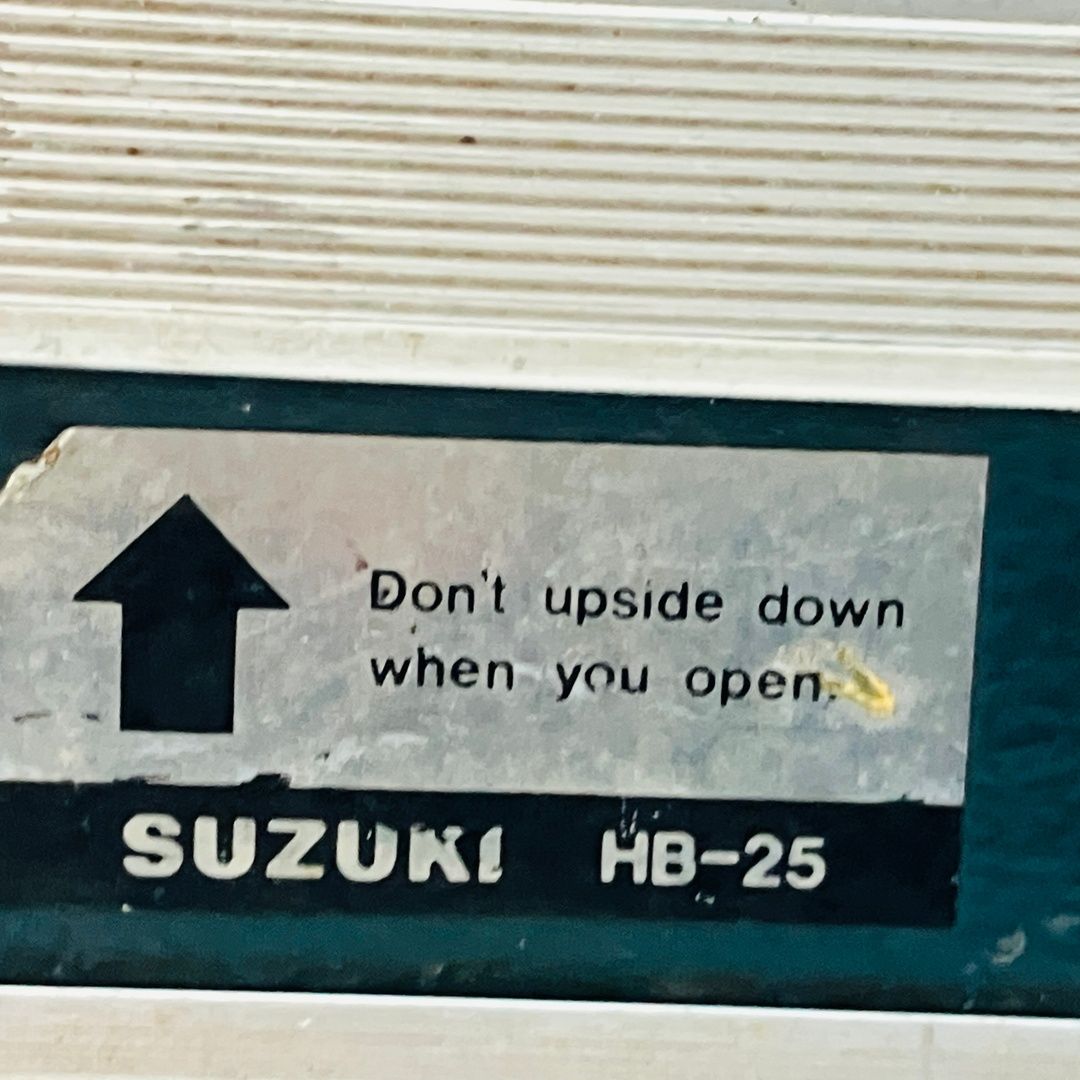 Don't upside down
when you open.
SUZUKI HB-25